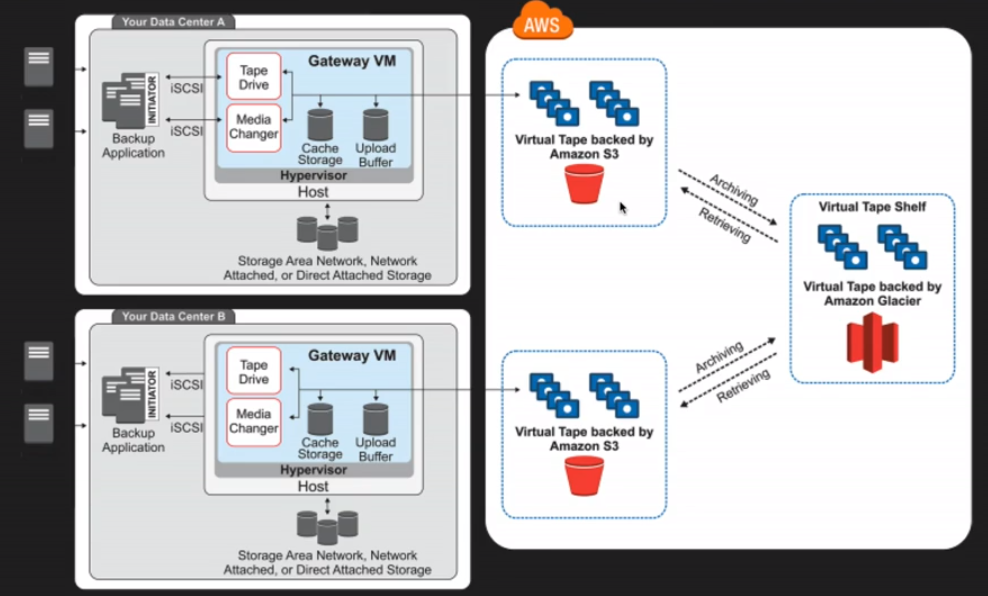 Your Data Center A
Gateway VM
Tape
Drive
iSCSI
INITIATOR
Media
Changer
iSCSI
Backup
Application
Cache
Storage
Upload
Buffer
Hypervisor
Host
Storage Area Network, Network
Attached, or Direct Attached Storage
Your Data Center B
Gateway VM
Tape
Drive
iSCSI
INITIATOR
Media
Changer
iSCSI
Backup
Application
Cache
Storage
Upload
Buffer
Hypervisor
Host
Storage Area Network, Network
Attached, or Direct Attached Storage
AWS
Virtual Tape backed by
Amazon S3
Archiving
Retrieving
Virtual Tape Shelf
Virtual Tape backed by
Amazon Glacier
Archiving
Retrieving
Virtual Tape backed by
Amazon S3